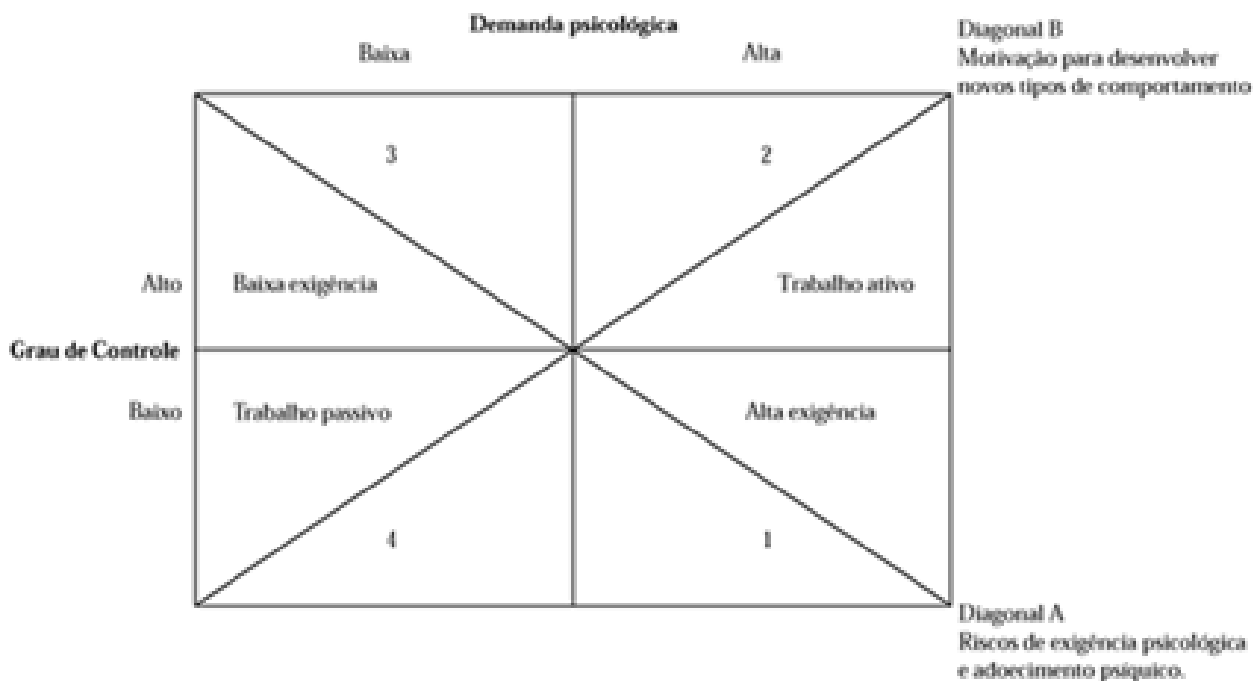 Demanda psicológica
Baixa
Alta
Diagonal B
Motivação para desenvolver
novos tipos de comportamento
3
2
Alto
Baixa exigência
Trabalho ativo
Grau de Controle
Baixo
Trabalho passivo
Alta exigência
4
1
Diagonal A
Riscos de exigência psicológica
e adoecimento psíquico.